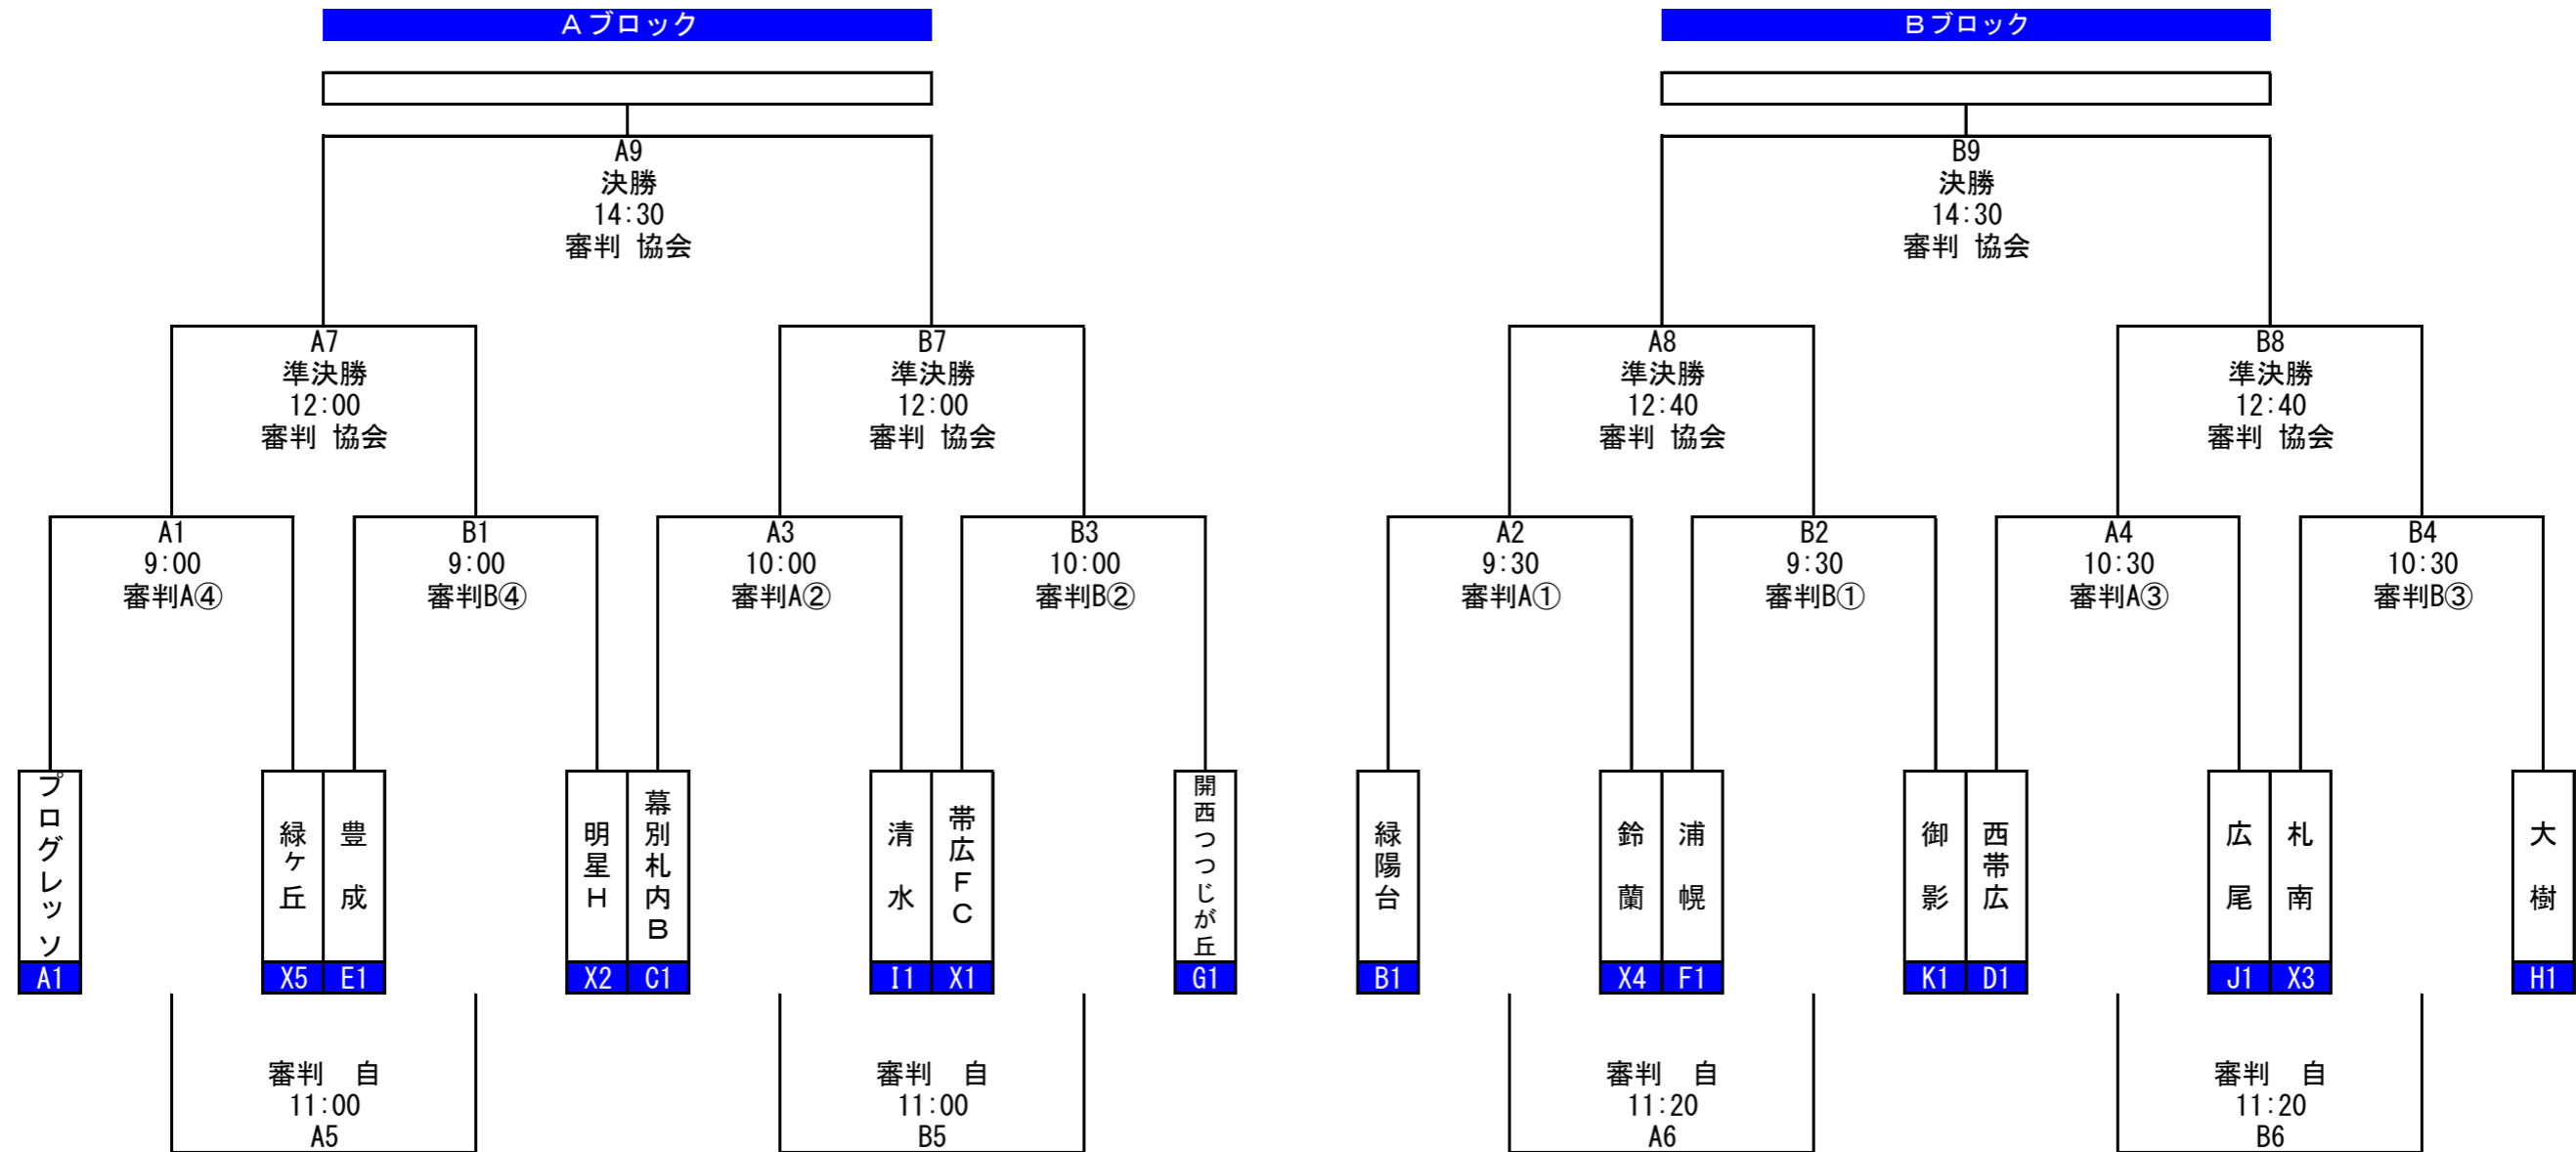 Aブロック
Bブロック
A9
決勝
14:30
審判 協会
B9
決勝
14:30
審判 協会
A7
準決勝
12:00
審判 協会
B7
準決勝
12:00
審判 協会
A8
準決勝
12:40
審判 協会
B8
準決勝
12:40
審判 協会
A1
9:00
審判A④
B1
9:00
審判B④
A3
10:00
審判A②
B3
10:00
審判B②
A2
9:30
審判A①
B2
9:30
審判B①
A4
10:30
審判A③
B4
10:30
審判B③
プログレッソ
緑ヶ丘
豊成
明星H
幕別札内B
清水
帯広FC
開西つつじが丘
緑陽台
鈴蘭
浦幌
御影
西帯広
広尾
札南
大樹
A1
X5
E1
X2
C1
I1
X1
G1
B1
X4
F1
K1
D1
J1
X3
H1
審判 自
11:00
A5
審判 自
11:00
B5
審判 自
11:20
A6
審判 自
11:20
B6